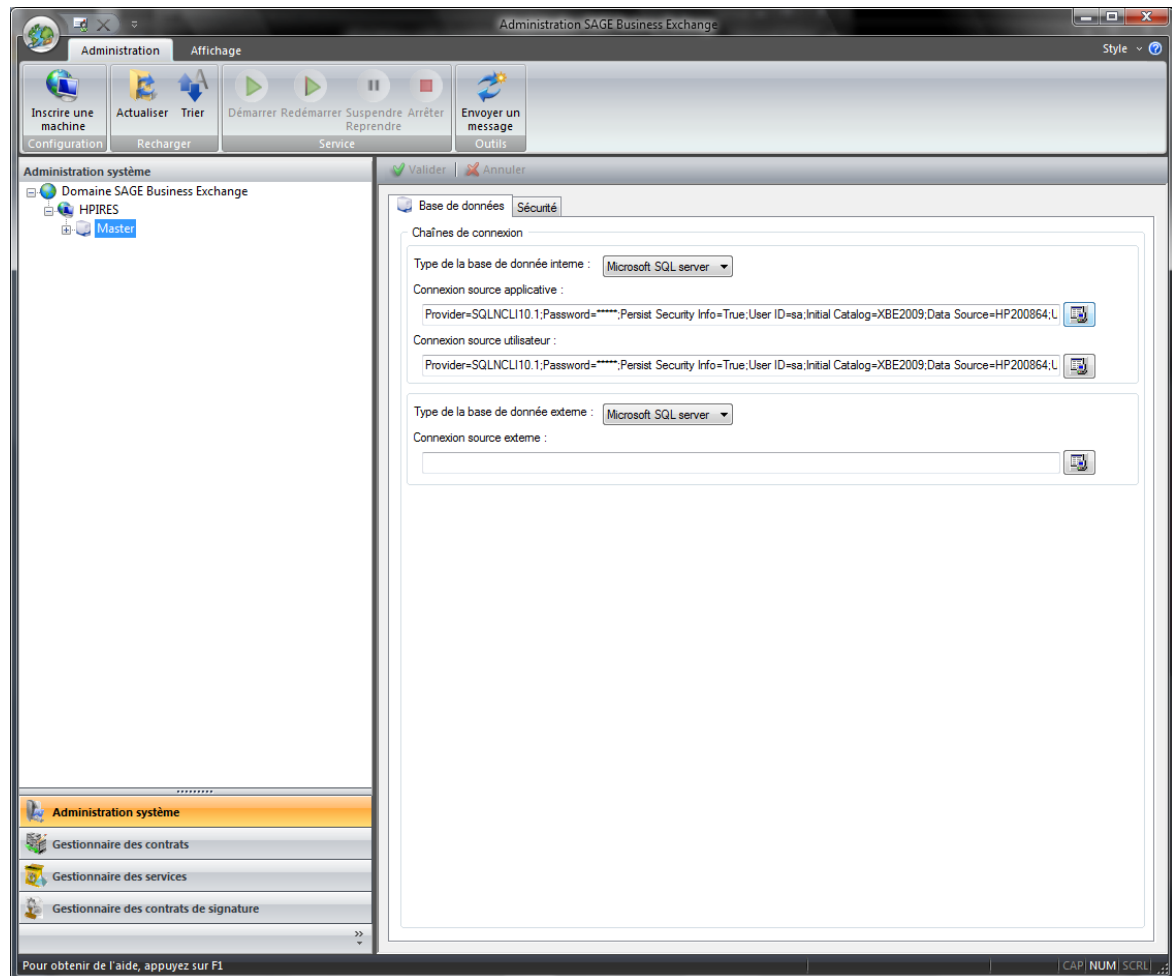 Administration SAGE Business Exchange
Administration Affichage Style
Inscrire une machine Actualiser Trier Démarrer Redémarrer Suspendre Reprendre Arrêter Envoyer un message
Configuration Recharger Service Outils
Administration système
Domaine SAGE Business Exchange
HPIRES
Master
Valider Annuler
Base de données Sécurité
Chaînes de connexion
Type de la base de donnée interne : Microsoft SQL server
Connexion source applicative :
Provider=SQLNCLI10.1;Password=*****;Persist Security Info=True;User ID=sa;Initial Catalog=XBE2009;Data Source=HP200864;U
Connexion source utilisateur :
Provider=SQLNCLI10.1;Password=*****;Persist Security Info=True;User ID=sa;Initial Catalog=XBE2009;Data Source=HP200864;U
Type de la base de donnée externe : Microsoft SQL server
Connexion source externe :
Administration système
Gestionnaire des contrats
Gestionnaire des services
Gestionnaire des contrats de signature
Pour obtenir de l'aide, appuyez sur F1 CAP NUM SCRL